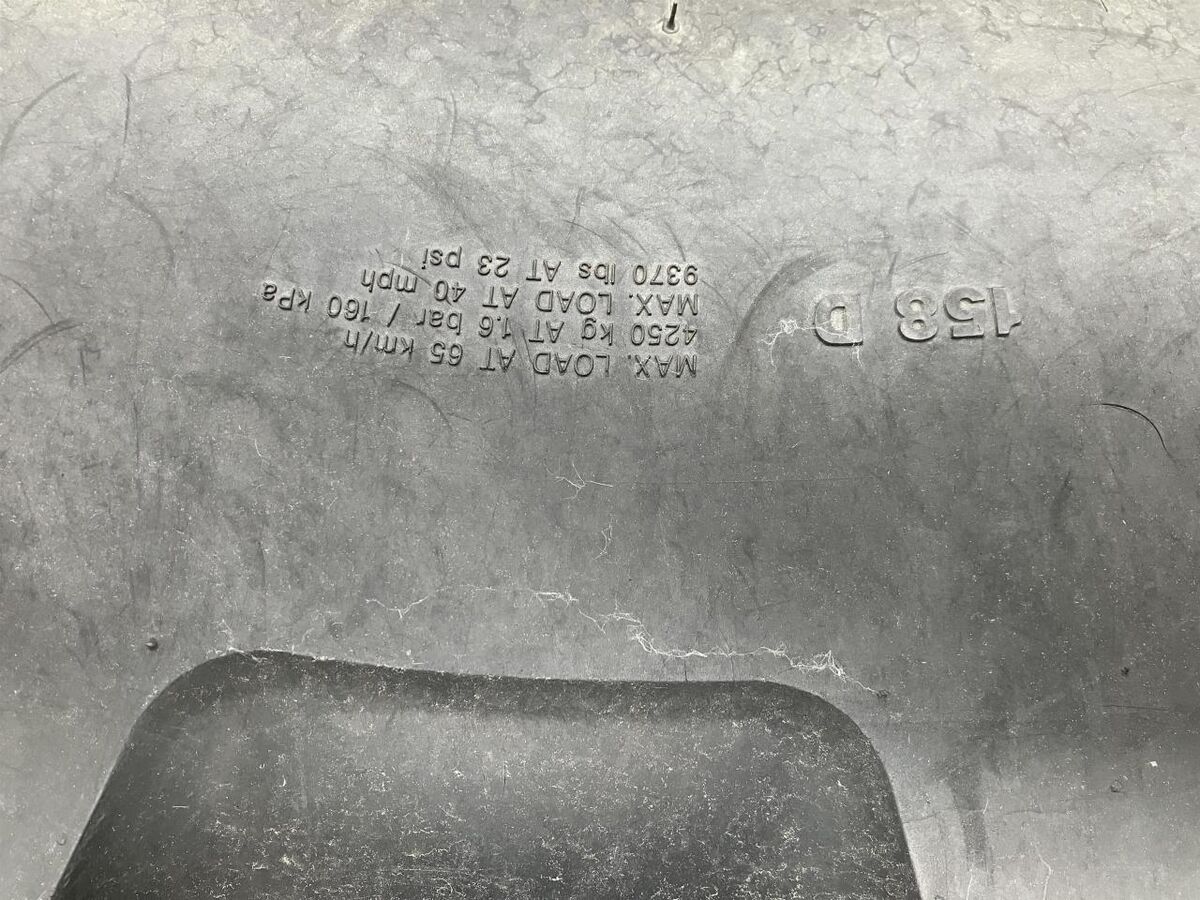 158 D
MAX. LOAD AT 65 km/h
4250 kg AT 1.6 bar / 160 kPa
MAX. LOAD AT 40 mph
9370 lbs AT 23 psi